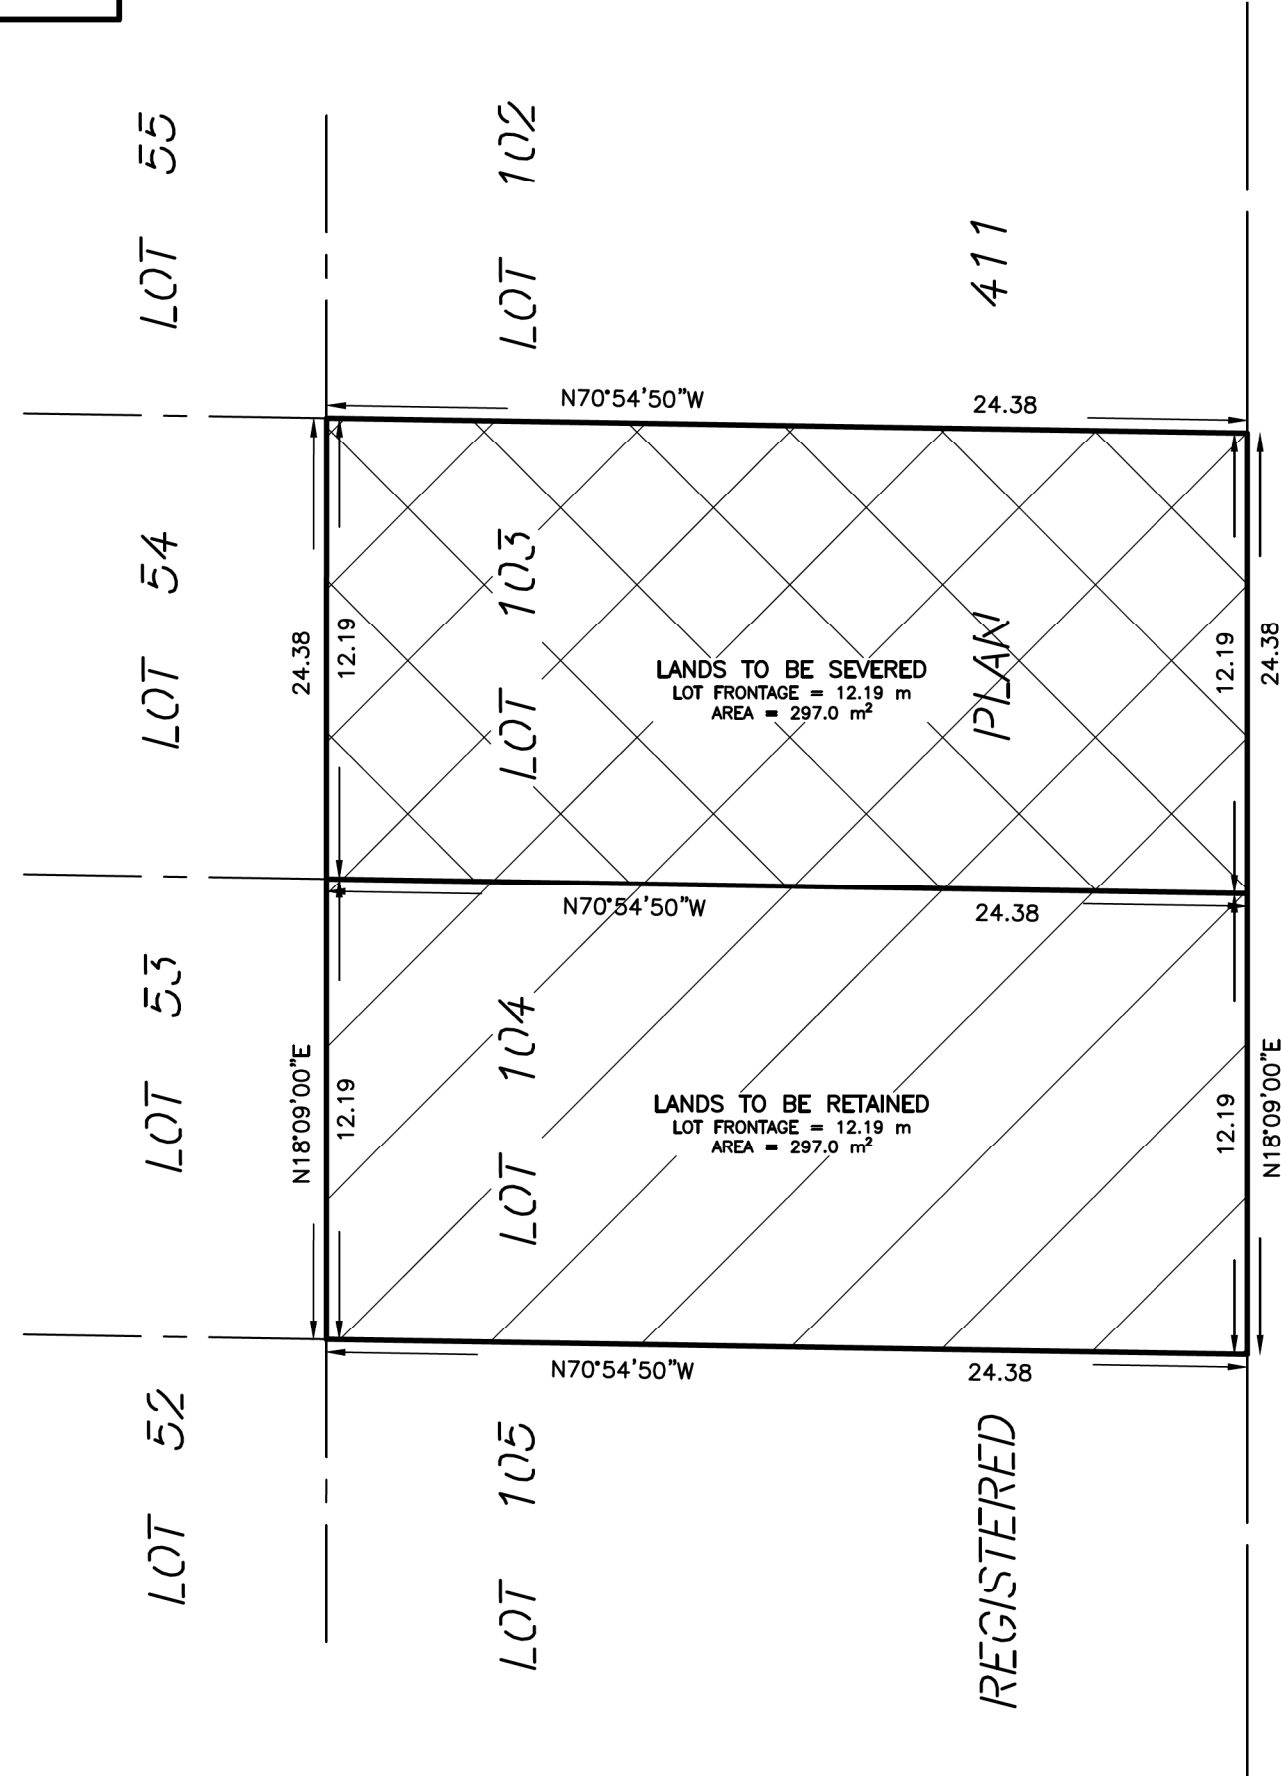 LOT 55
LOT 102
411
N70°54'50"W
24.38
LOT 54
24.38
12.19
LOT 103
LANDS TO BE SEVERED
LOT FRONTAGE = 12.19 m
AREA = 297.0 m²
PLAN
12.19
24.38
N70°54'50"W
24.38
LOT 53
N18°09'00"E
12.19
LOT 104
LANDS TO BE RETAINED
LOT FRONTAGE = 12.19 m
AREA = 297.0 m²
12.19
N18°09'00"E
N70°54'50"W
24.38
LOT 52
LOT 105
REGISTERED